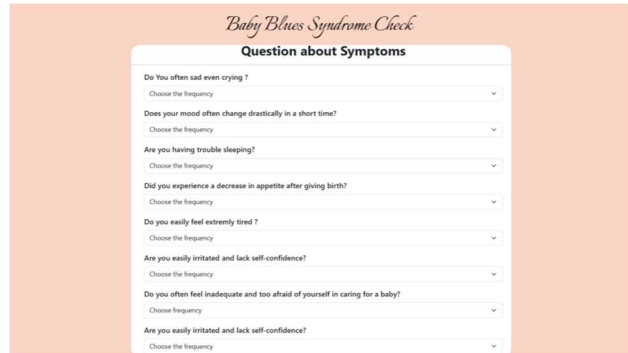 Baby Blues Syndrome Check
Question about Symptoms
Do You often sad even crying ?
Choose the frequency
Does your mood often change drastically in a short time?
Choose the frequency
Are you having trouble sleeping?
Choose the frequency
Did you experience a decrease in appetite after giving birth?
Choose the frequency
Do you easily feel extremly tired ?
Choose the frequency
Are you easily irritated and lack self-confidence?
Choose the frequency
Do you often feel inadequate and too afraid of yourself in caring for a baby?
Choose frequency
Are you easily irritated and lack self-confidence?
Choose the frequency